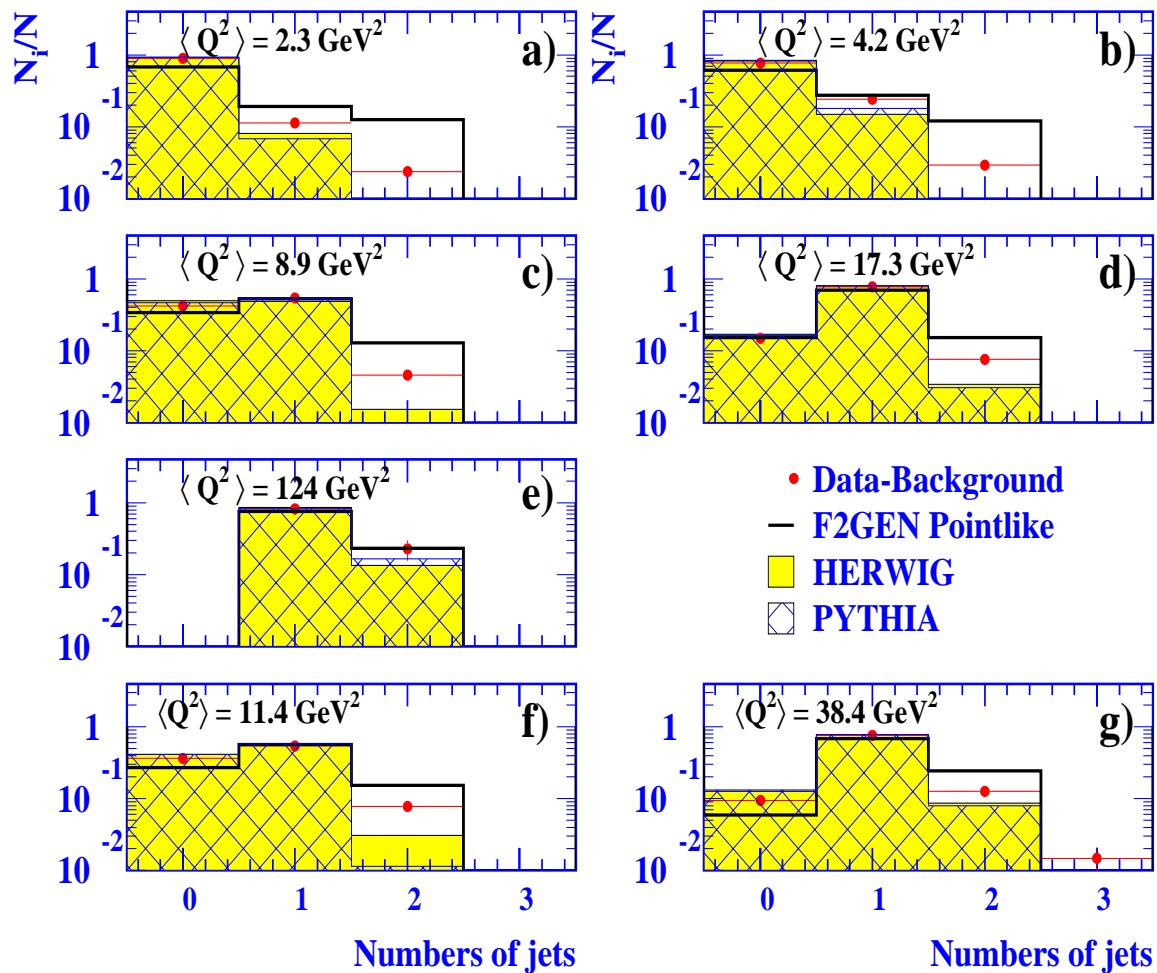 N_i/N
⟨ Q² ⟩ = 2.3 GeV²
a)
1
10⁻¹
10⁻²
N_i/N
⟨ Q² ⟩ = 4.2 GeV²
b)
1
10⁻¹
10⁻²
⟨ Q² ⟩ = 8.9 GeV²
c)
1
10⁻¹
10⁻²
⟨ Q² ⟩ = 17.3 GeV²
d)
1
10⁻¹
10⁻²
⟨ Q² ⟩ = 124 GeV²
e)
1
10⁻¹
10⁻²
Data-Background
F2GEN Pointlike
HERWIG
PYTHIA
⟨Q²⟩ = 11.4 GeV²
f)
1
10⁻¹
10⁻²
0 1 2 3
Numbers of jets
⟨Q²⟩ = 38.4 GeV²
g)
1
10⁻¹
10⁻²
0 1 2 3
Numbers of jets